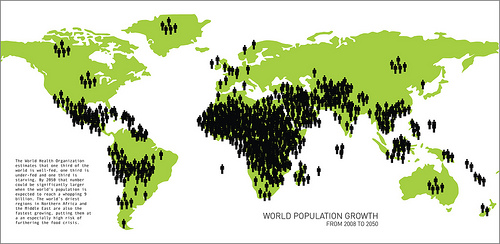 The World Health Organization
estimates that one third of the
world is well-fed, one third is
under-fed and one third is
starving. By 2050 that number
could be significantly larger
when the world's population is
expected to reach a whopping 9
billion. The world's driest
regions in Northern Africa and
the Middle East are also the
fastest growing, putting them at
a an especially high risk of
furthering the food crisis.
WORLD POPULATION GROWTH
FROM 2008 TO 2050